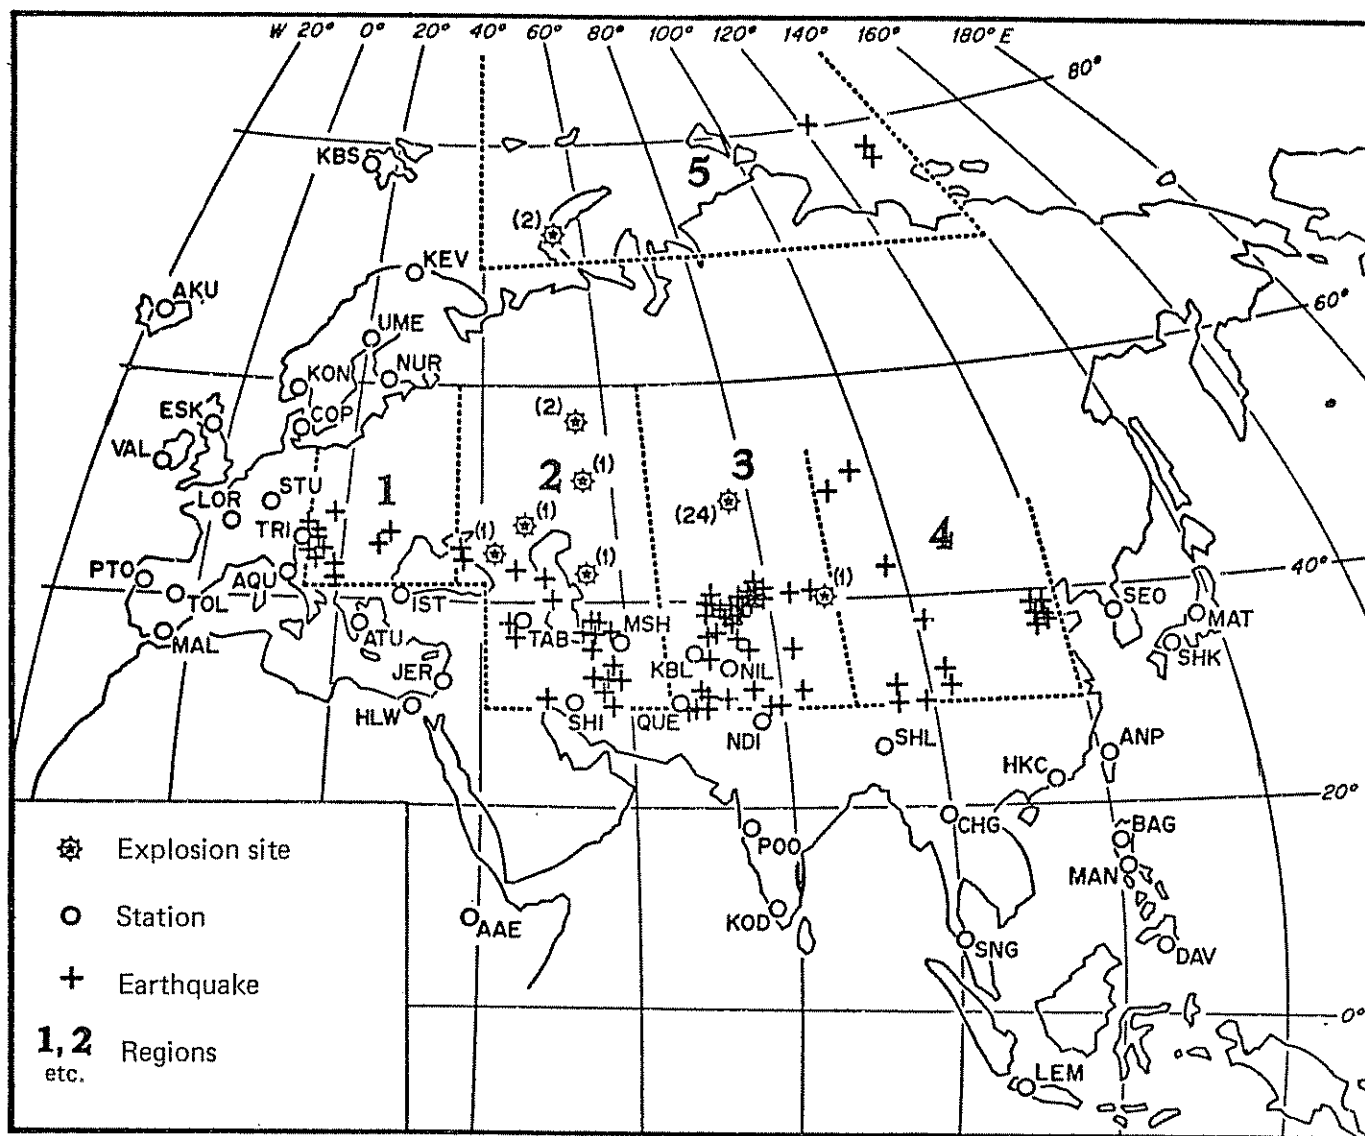 W 20° 0° 20° 40° 60° 80° 100° 120° 140° 160° 180° E
80°
KBS
5
(2)
KEV
AKU
60°
UME
NUR
KON
(2)
ESK
COP
VAL
1
2
(1)
3
STU
LOR
(24)
TRI
(1)
(1)
4
(1)
PTO
AQU
(1)
40°
TOL
IST
SEO
MAT
MAL
ATU
TAB
MSH
SHK
JER
KBL
NIL
HLW
SHI
QUE
NDI
SHL
ANP
HKC
20°
CHG
BAG
POO
MAN
KOD
AAE
SNG
DAV
0°
LEM
Explosion site
Station
Earthquake
1, 2 Regions
etc.